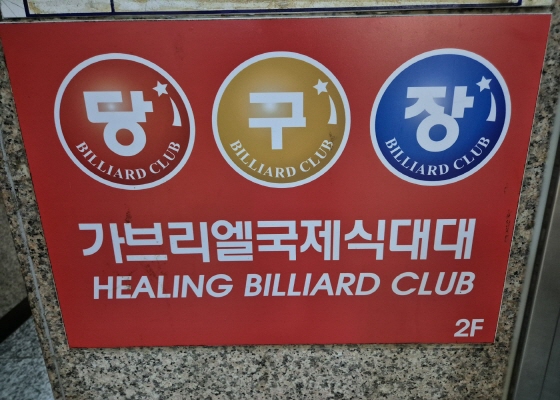 당 구 장
BILLIARD CLUB BILLIARD CLUB BILLIARD CLUB
가브리엘국제식대대
HEALING BILLIARD CLUB
2F